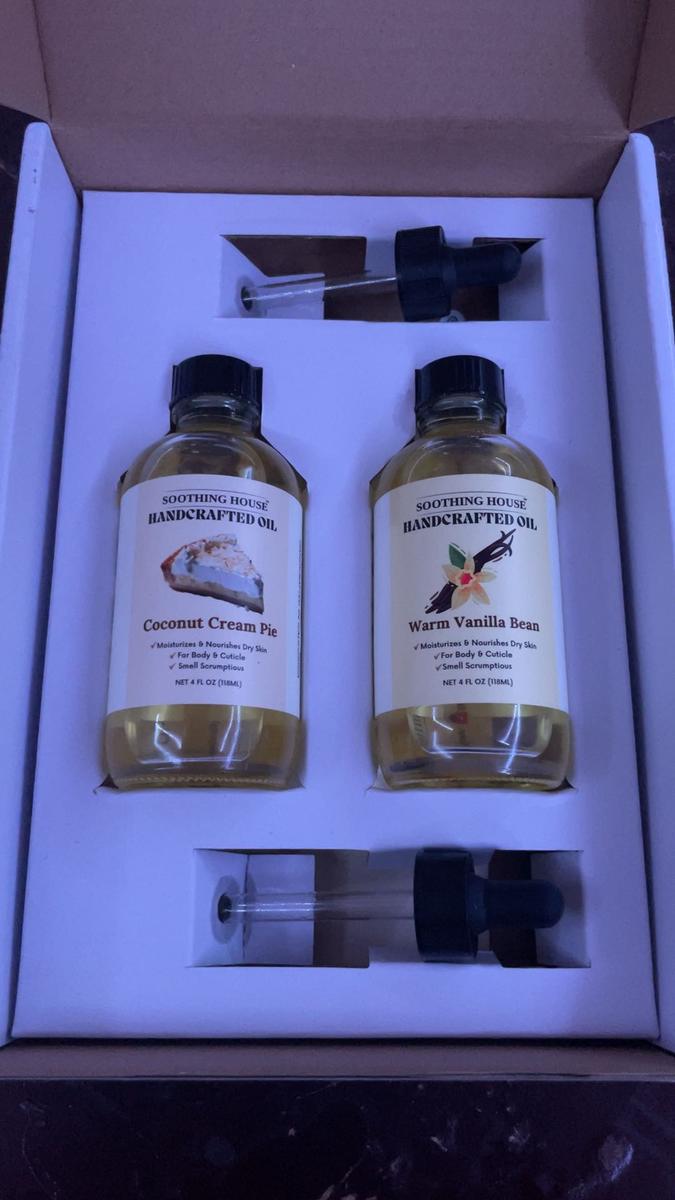 SOOTHING HOUSE™
HANDCRAFTED OIL
Coconut Cream Pie
✓Moisturizes & Nourishes Dry Skin
✓For Body & Cuticle
✓Smell Scrumptious
NET 4 FL OZ (118ML)
SOOTHING HOUSE™
HANDCRAFTED OIL
Warm Vanilla Bean
✓Moisturizes & Nourishes Dry Skin
✓For Body & Cuticle
✓Smell Scrumptious
NET 4 FL OZ (118ML)